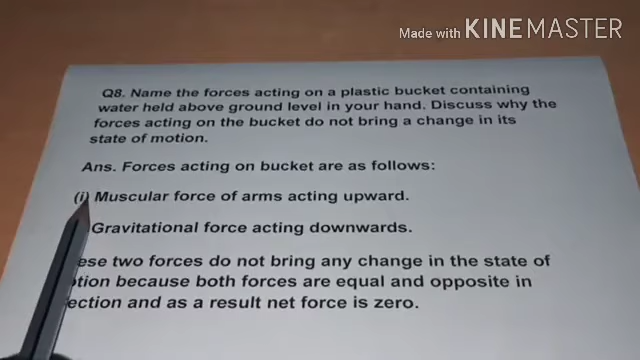 Made with KINEMASTER
Q8. Name the forces acting on a plastic bucket containing
water held above ground level in your hand. Discuss why the
forces acting on the bucket do not bring a change in its
state of motion.
Ans. Forces acting on bucket are as follows:
(i) Muscular force of arms acting upward.
Gravitational force acting downwards.
two forces do not bring any change in the state of
because both forces are equal and opposite in
and as a result net force is zero.